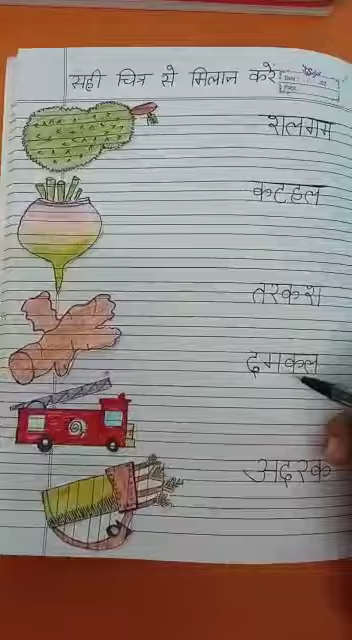 सही चित्र से मिलान करें
शलगम
कटहल
तरकश
दमकल
अदरक